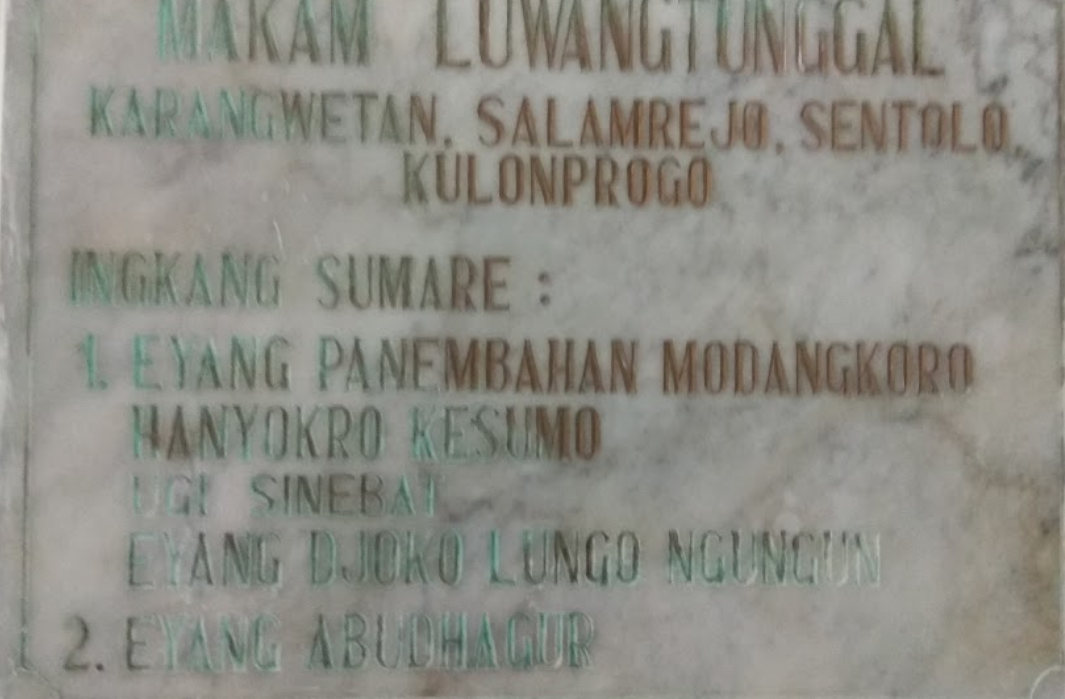 MAKAM LUWANGTUNGGAL
KARANGWETAN, SALAMREJO, SENTOLO,
KULONPROGO
INGKANG SUMARE :
1. EYANG PANEMBAHAN MODANGKORO
HANYOKRO KESUMO
UGI SINEBAT
EYANG DJOKO LUNGO NGUNGUN
2. EYANG ABUDHAGUR